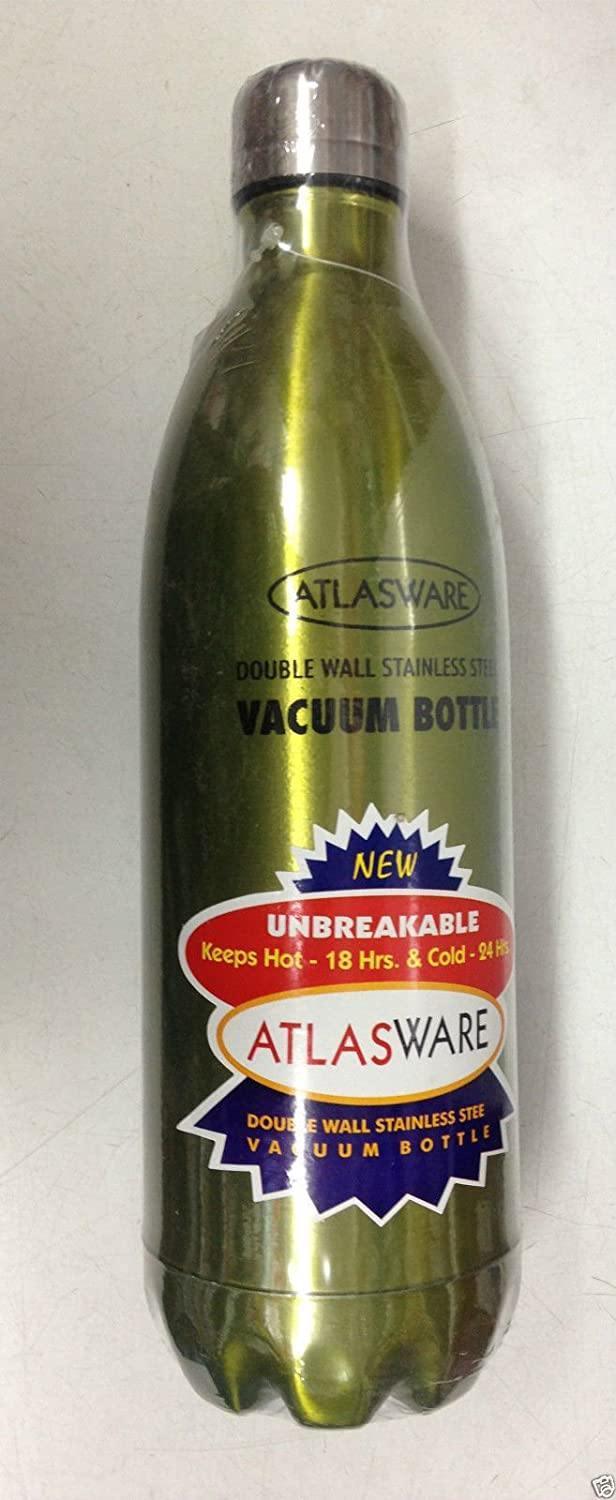 ATLASWARE
DOUBLE WALL STAINLESS STEEL
VACUUM BOTTLE
NEW
UNBREAKABLE
Keeps Hot - 18 Hrs. & Cold - 24 Hrs
ATLASWARE
DOUBLE WALL STAINLESS STEE
VACUUM BOTTLE